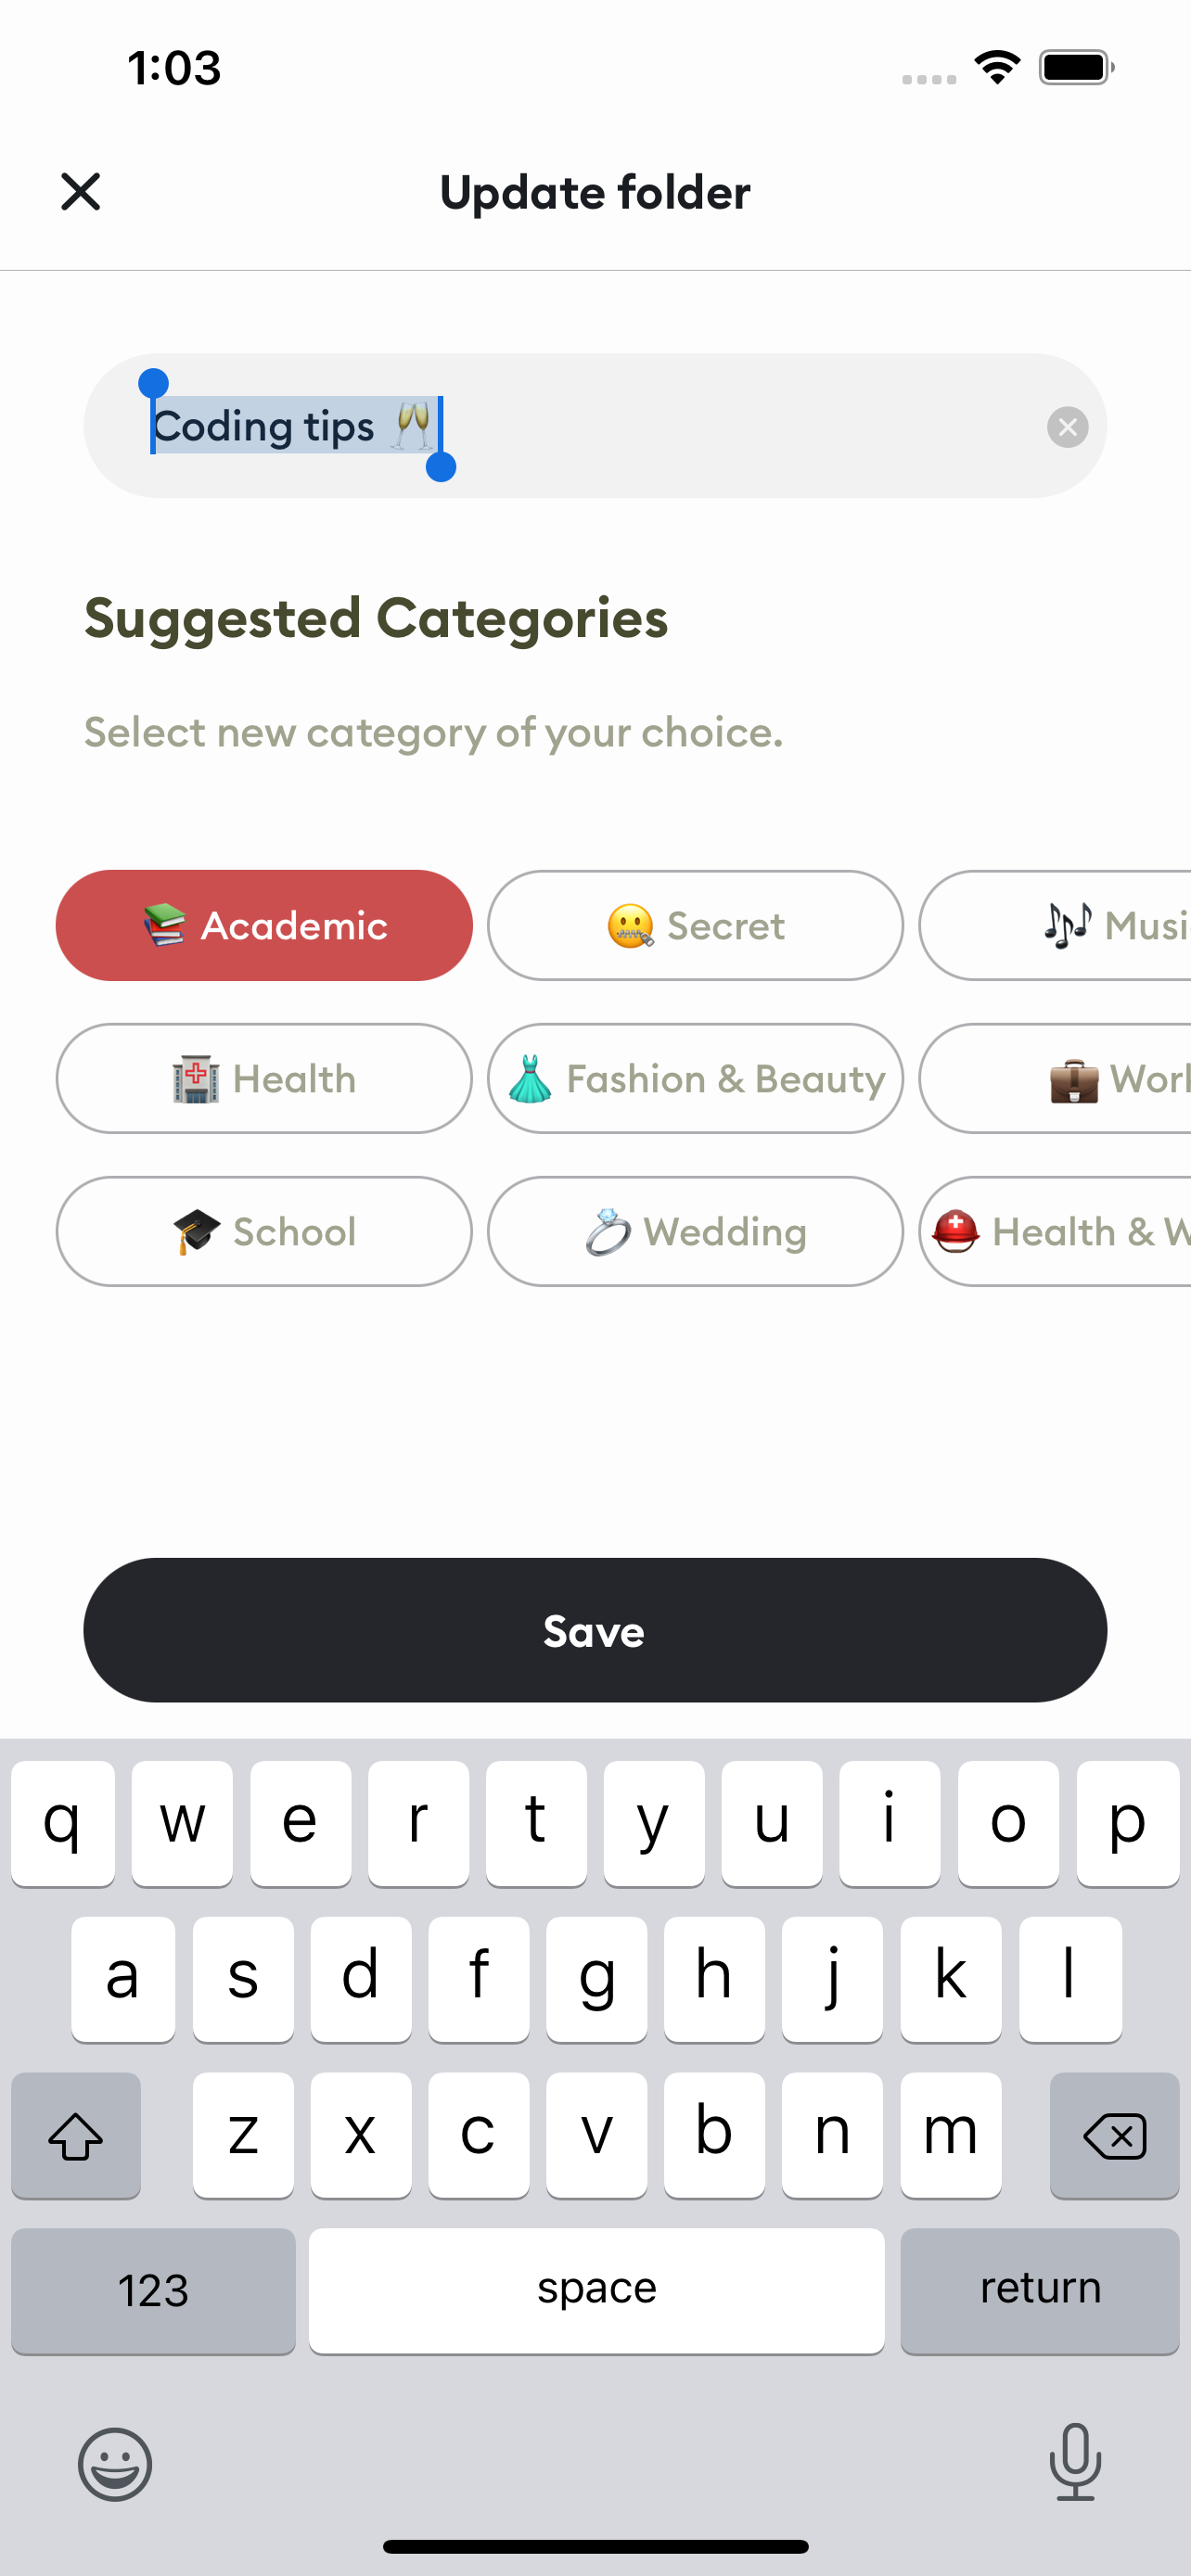 1:03
Update folder
Coding tips 🥂
Suggested Categories
Select new category of your choice.
📚 Academic 🤐 Secret 🎶 Musi
🏥 Health 👗 Fashion & Beauty 💼 Work
🎓 School 💍 Wedding ⛑️ Health & W
Save
q w e r t y u i o p
a s d f g h j k l
z x c v b n m
123 space return